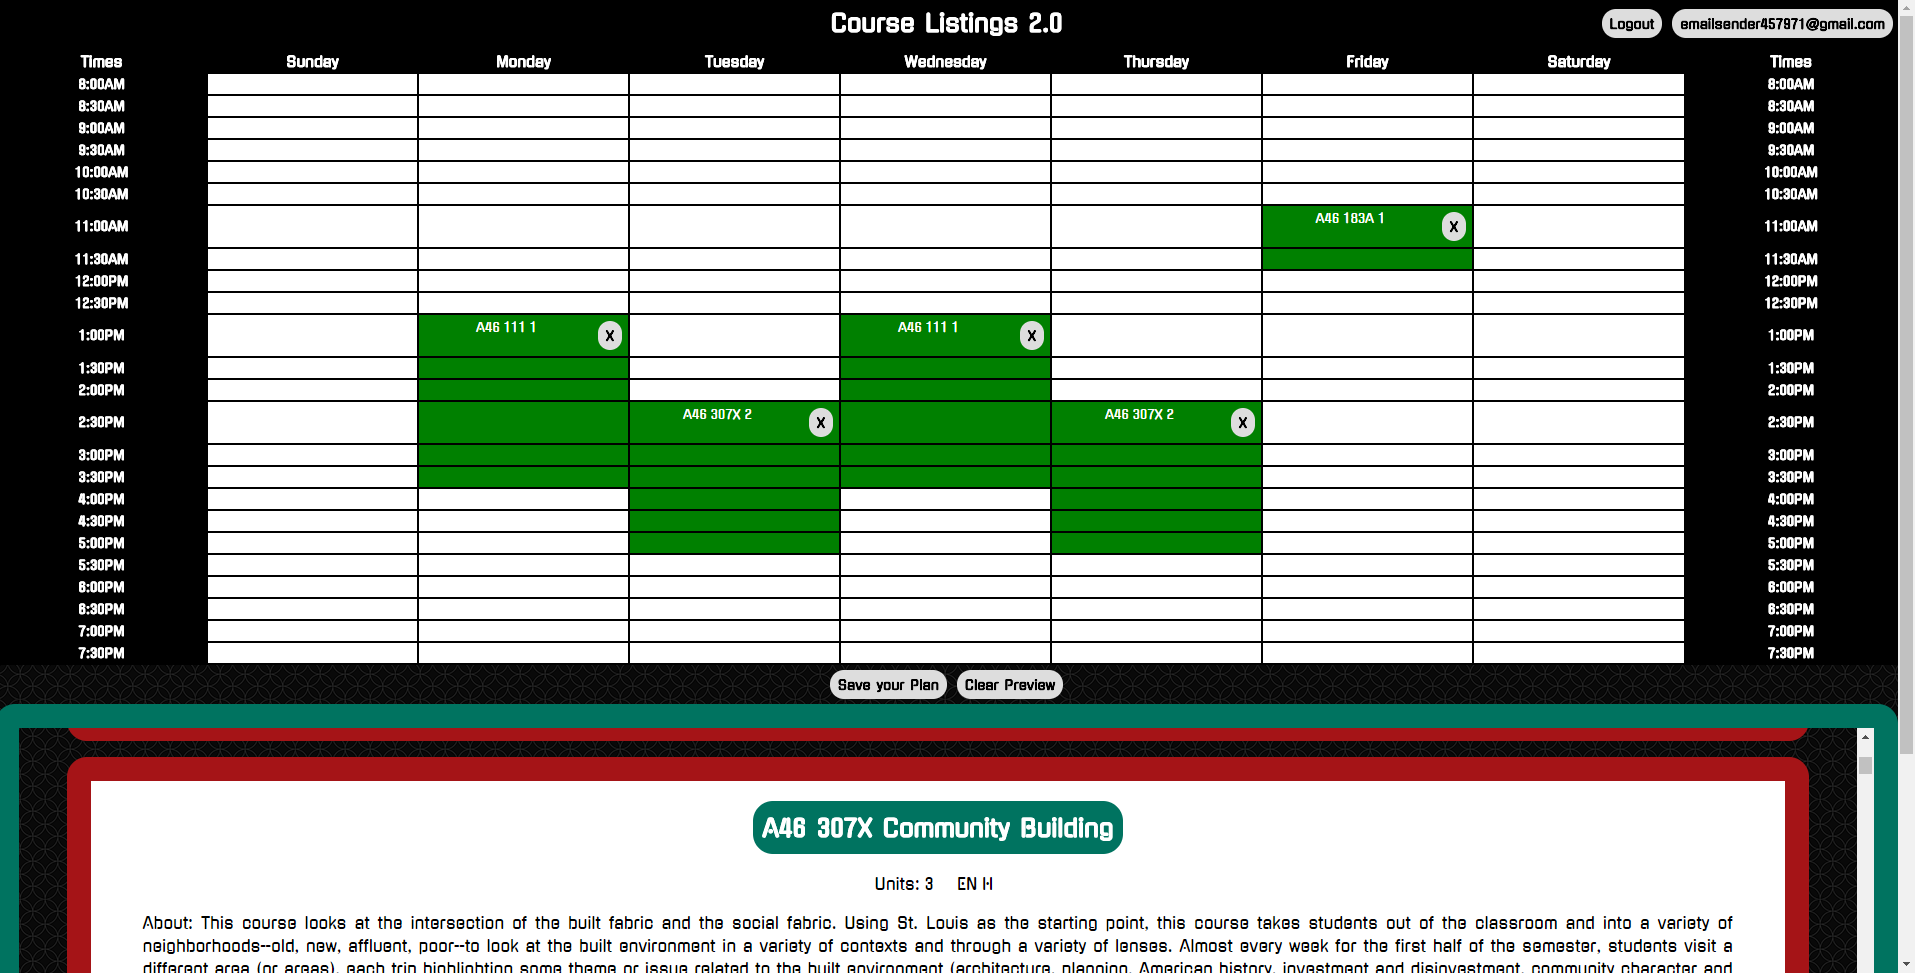 Course Listings 2.0
Logout emailsender457971@gmail.com
Times Sunday Monday Tuesday Wednesday Thursday Friday Saturday Times
8:00AM 8:00AM
8:30AM 8:30AM
9:00AM 9:00AM
9:30AM 9:30AM
10:00AM 10:00AM
10:30AM 10:30AM
11:00AM A46 183A 1 X 11:00AM
11:30AM 11:30AM
12:00PM 12:00PM
12:30PM 12:30PM
1:00PM A46 111 1 X A46 111 1 X 1:00PM
1:30PM 1:30PM
2:00PM 2:00PM
2:30PM A46 307X 2 X A46 307X 2 X 2:30PM
3:00PM 3:00PM
3:30PM 3:30PM
4:00PM 4:00PM
4:30PM 4:30PM
5:00PM 5:00PM
5:30PM 5:30PM
6:00PM 6:00PM
6:30PM 6:30PM
7:00PM 7:00PM
7:30PM 7:30PM
Save your Plan Clear Preview
A46 307X Community Building
Units: 3 EN H
About: This course looks at the intersection of the built fabric and the social fabric. Using St. Louis as the starting point, this course takes students out of the classroom and into a variety of
neighborhoods--old, new, affluent, poor--to look at the built environment in a variety of contexts and through a variety of lenses. Almost every week for the first half of the semester, students visit a
different area (or areas), each trip highlighting some theme or issue related to the built environment (architecture, planning, American history, investment and disinvestment, community character and